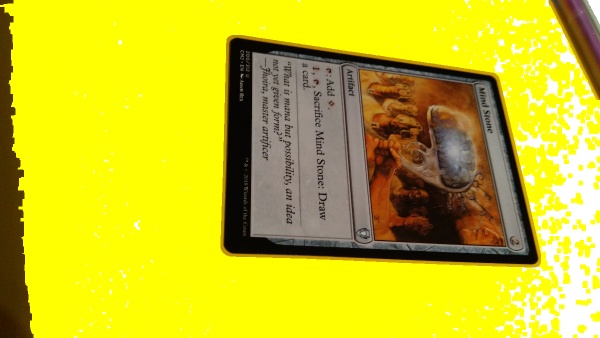 Mind Stone
2
Artifact
: Add .
1, , Sacrifice Mind Stone: Draw
a card.
"What is mana but possibility, an idea
not yet given form?"
—Jhoira, master artificer